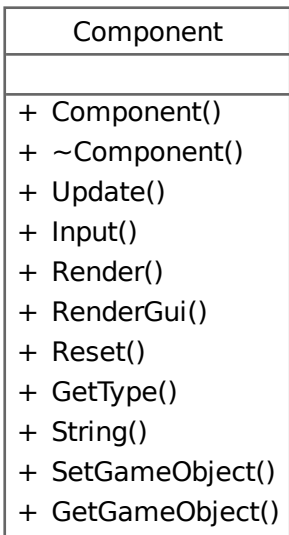 Component
+ Component()
+ ~Component()
+ Update()
+ Input()
+ Render()
+ RenderGui()
+ Reset()
+ GetType()
+ String()
+ SetGameObject()
+ GetGameObject()